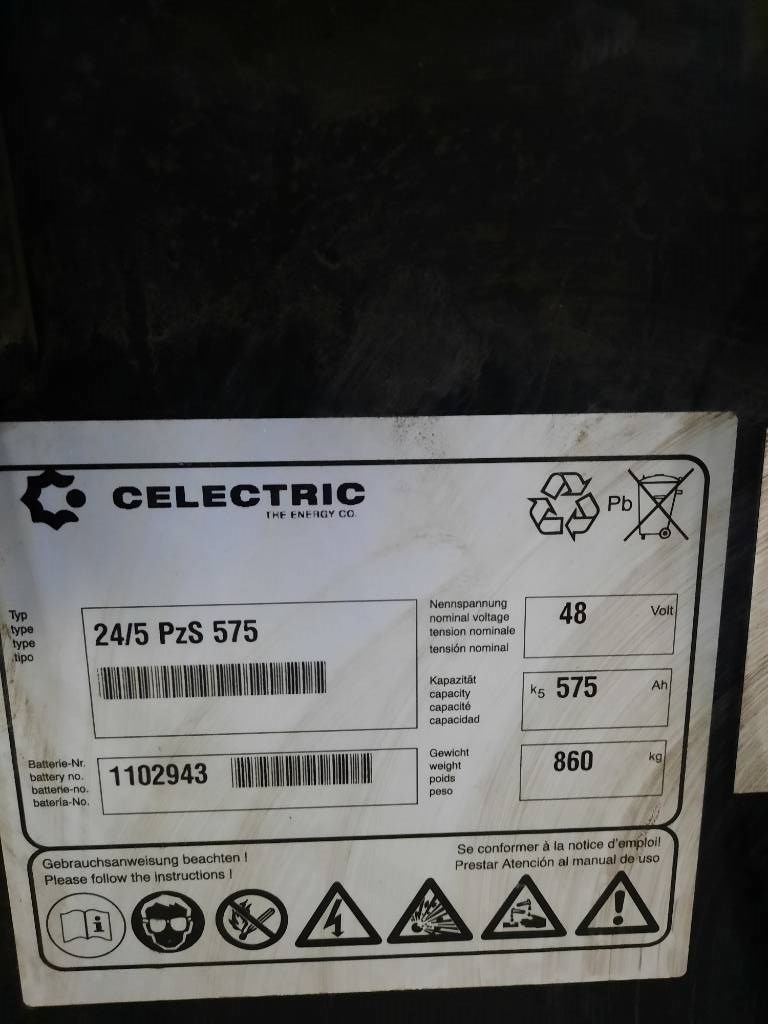 CELECTRIC
THE ENERGY CO.
Pb
Typ
type
type
tipo
24/5 PzS 575
Nennspannung
nominal voltage
tension nominale
tensión nominal
48 Volt
Kapazität
capacity
capacité
capacidad
k5 575 Ah
Batterie-Nr.
battery no.
batterie-no.
batería-No.
1102943
Gewicht
weight
poids
peso
860 kg
Gebrauchsanweisung beachten !
Please follow the instructions !
Se conformer à la notice d'emploi!
Prestar Atención al manual de uso
i